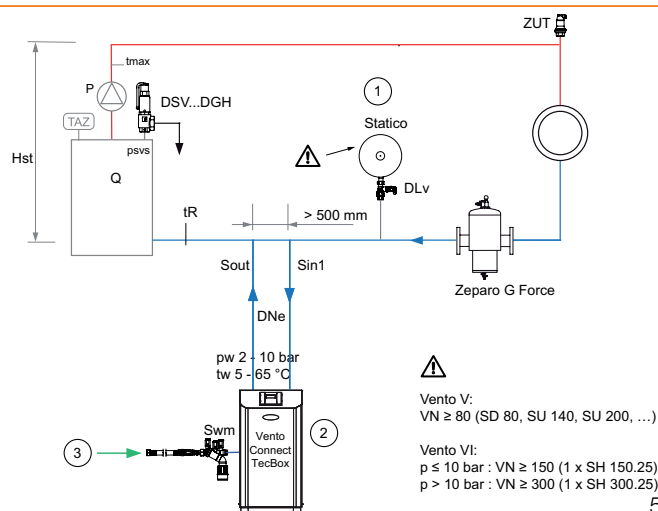 ZUT
tmax
P
DSV...DGH
1
TAZ
Statico
psvs
Hst
Q
DLv
tR
> 500 mm
Sout
Sin1
Zeparo G Force
DNe
pw 2 - 10 bar
tw 5 - 65 °C
Vento V:
VN ≥ 80 (SD 80, SU 140, SU 200, …)
Swm
3
Vento
Connect
TecBox
2
Vento VI:
p ≤ 10 bar : VN ≥ 150 (1 x SH 150.25)
p > 10 bar : VN ≥ 300 (1 x SH 300.25)